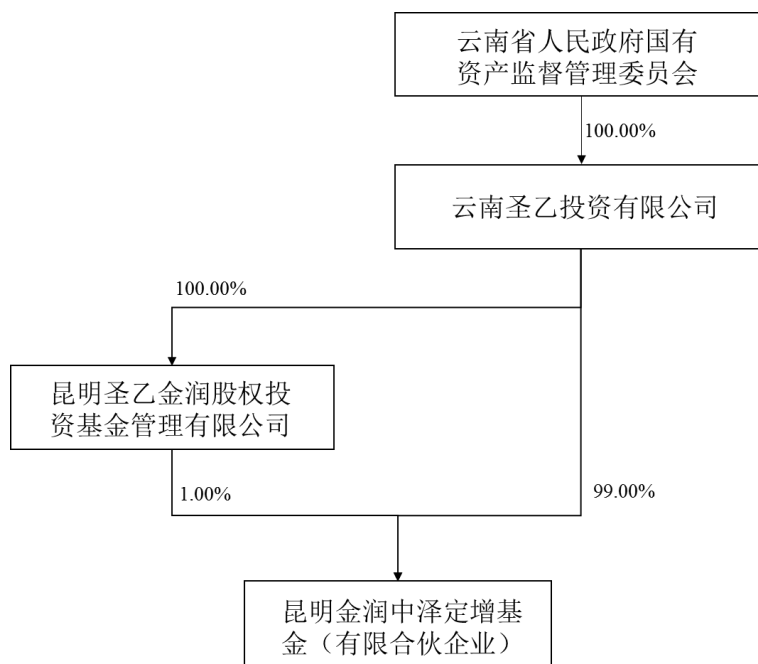 云南省人民政府国有
资产监督管理委员会
100.00%
云南圣乙投资有限公司
100.00%
昆明圣乙金润股权投
资基金管理有限公司
1.00%
99.00%
昆明金润中泽定增基
金（有限合伙企业）